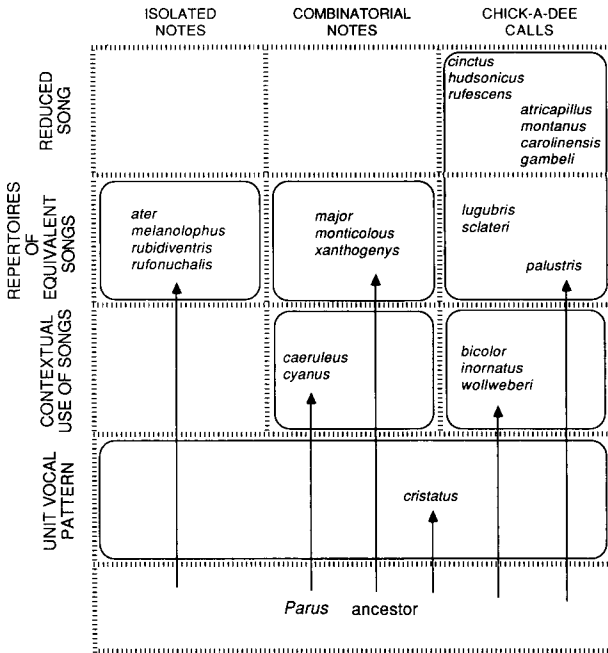 ISOLATED
NOTES
COMBINATORIAL
NOTES
CHICK-A-DEE
CALLS
REDUCED
SONG
cinctus
hudsonicus
rufescens
atricapillus
montanus
carolinensis
gambeli
REPERTOIRES
OF
EQUIVALENT
SONGS
ater
melanolophus
rubidiventris
rufonuchalis
major
monticolous
xanthogenys
lugubris
sclateri
palustris
CONTEXTUAL
USE OF SONGS
caeruleus
cyanus
bicolor
inornatus
wollweberi
UNIT VOCAL
PATTERN
cristatus
Parus ancestor